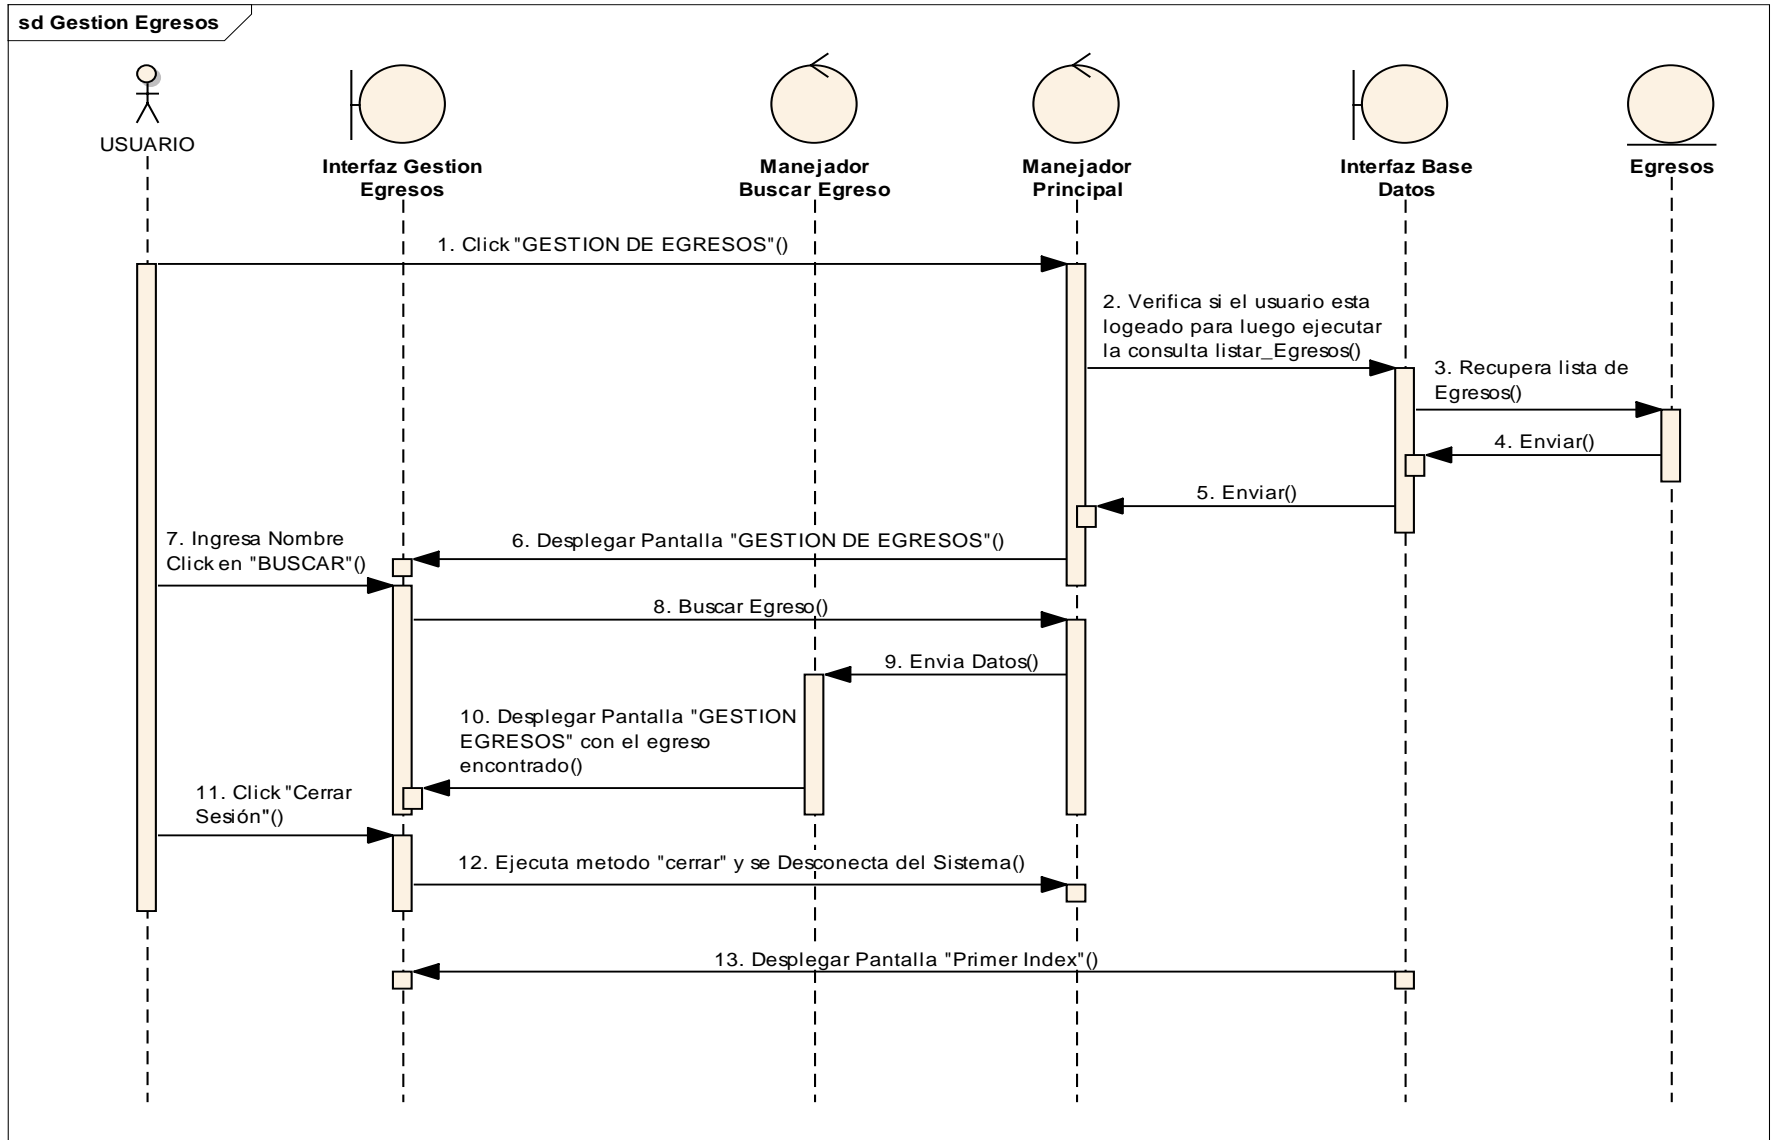 sd Gestion Egresos
USUARIO
Interfaz Gestion
Egresos
Manejador
Buscar Egreso
Manejador
Principal
Interfaz Base
Datos
Egresos
1. Click "GESTION DE EGRESOS"()
2. Verifica si el usuario esta
logeado para luego ejecutar
la consulta listar_Egresos()
3. Recupera lista de
Egresos()
4. Enviar()
5. Enviar()
6. Desplegar Pantalla "GESTION DE EGRESOS"()
7. Ingresa Nombre
Click en "BUSCAR"()
8. Buscar Egreso()
9. Envia Datos()
10. Desplegar Pantalla "GESTION
EGRESOS" con el egreso
encontrado()
11. Click "Cerrar
Sesión"()
12. Ejecuta metodo "cerrar" y se Desconecta del Sistema()
13. Desplegar Pantalla "Primer Index"()